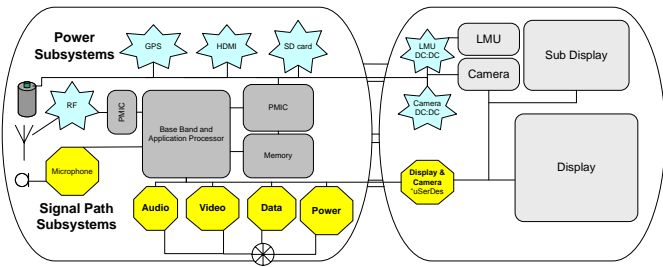 Power
Subsystems
GPS
HDMI
SD card
LMU
DC:DC
LMU
Sub Display
Camera
RF
PMIC
PMIC
Camera
DC:DC
Base Band and
Application Processor
Memory
Microphone
Display &
Camera
*uSerDes
Display
Signal Path
Subsystems
Audio
Video
Data
Power